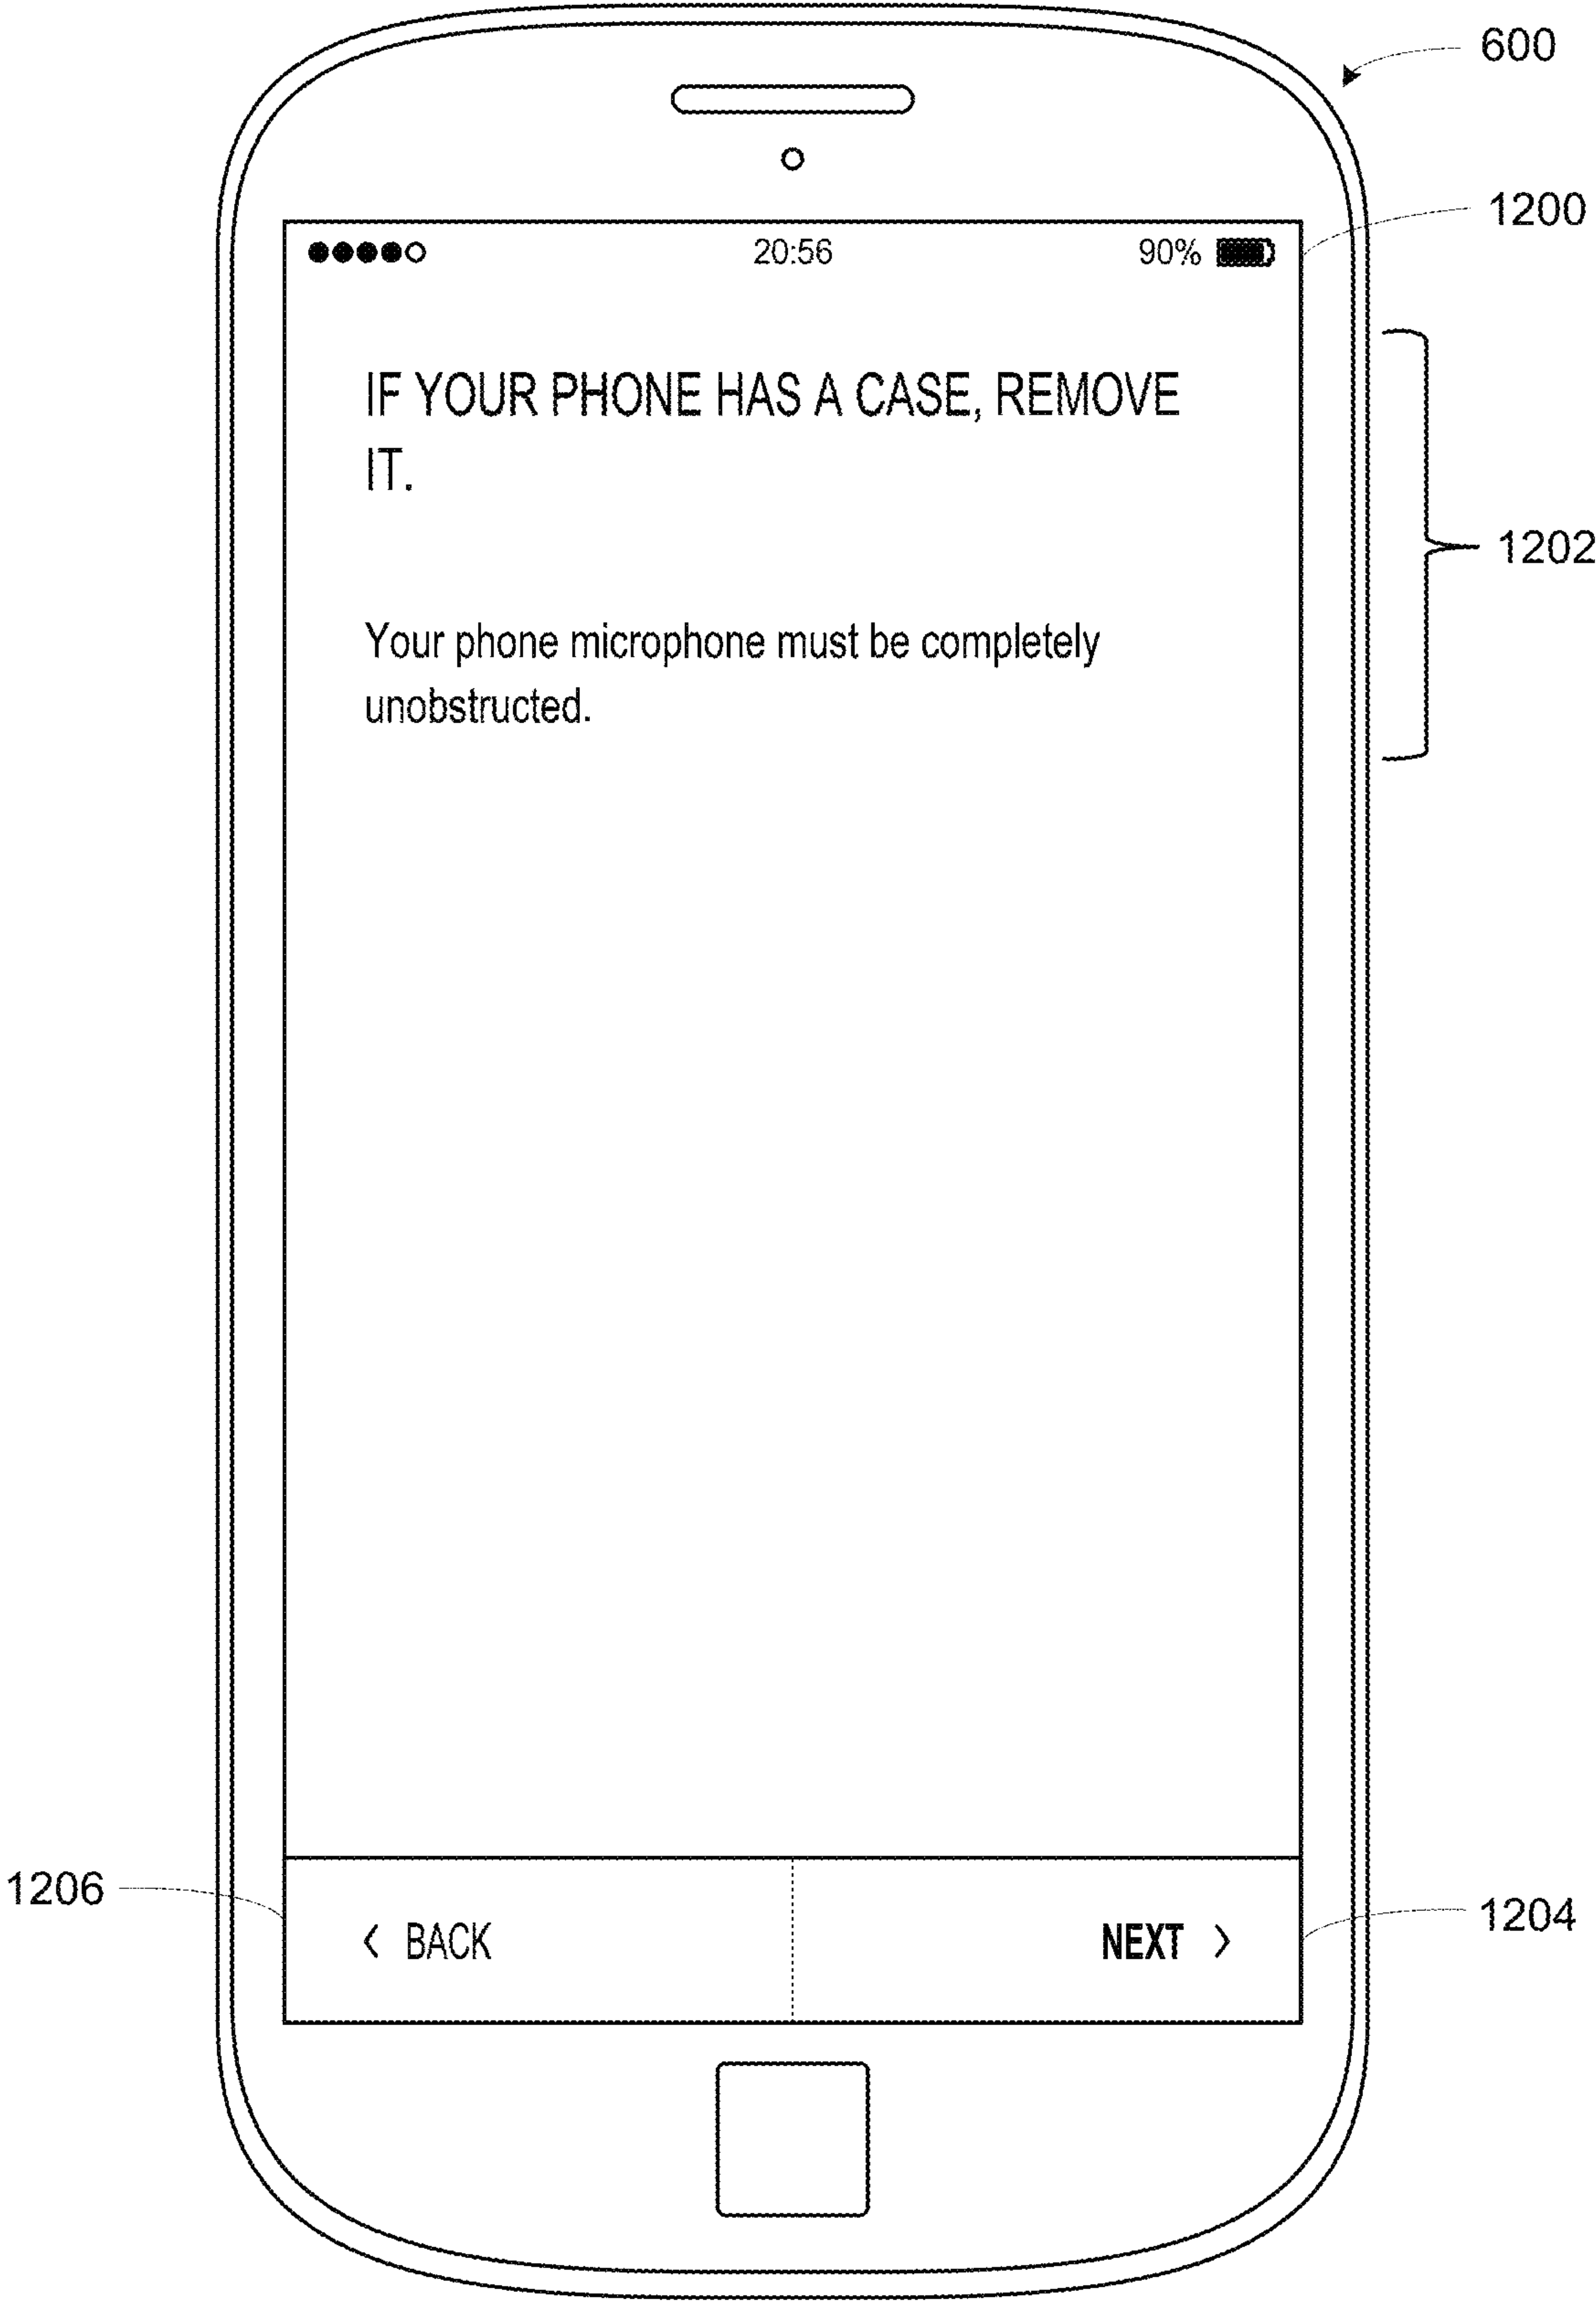 600
1200
20:56 90%
IF YOUR PHONE HAS A CASE, REMOVE
IT.
1202
Your phone microphone must be completely
unobstructed.
1206
< BACK NEXT >
1204